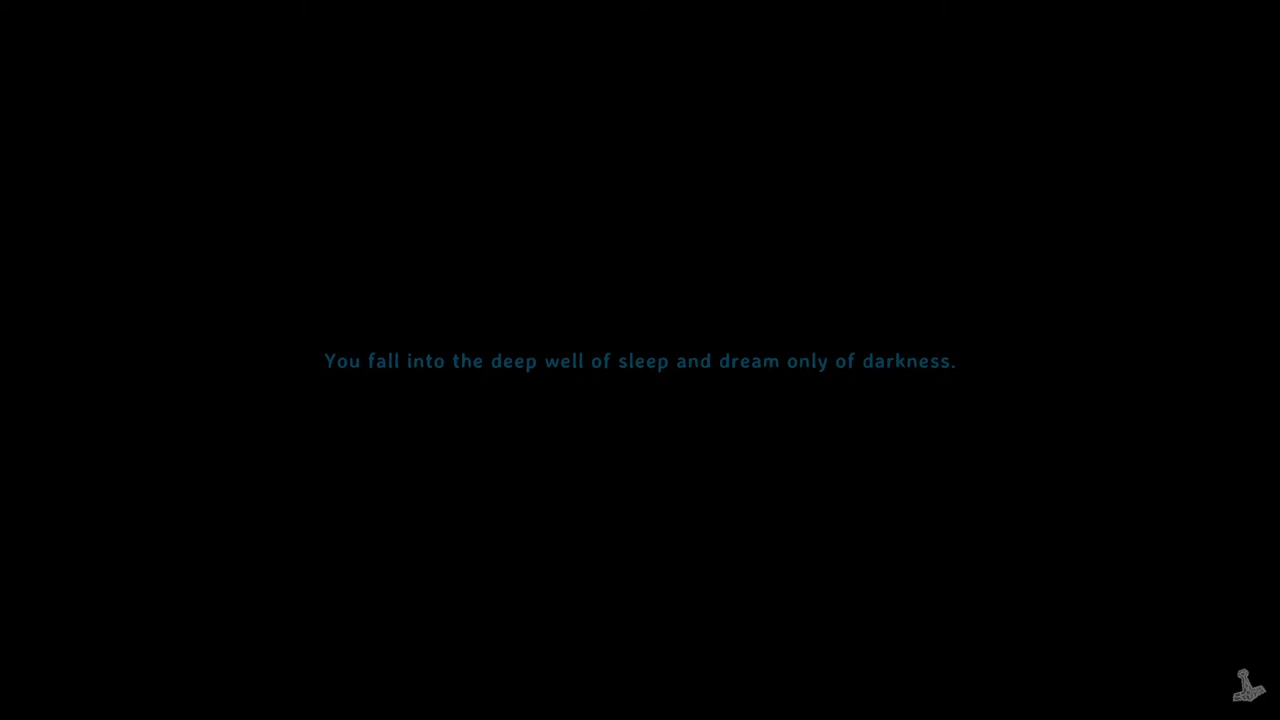 You fall into the deep well of sleep and dream only of darkness.